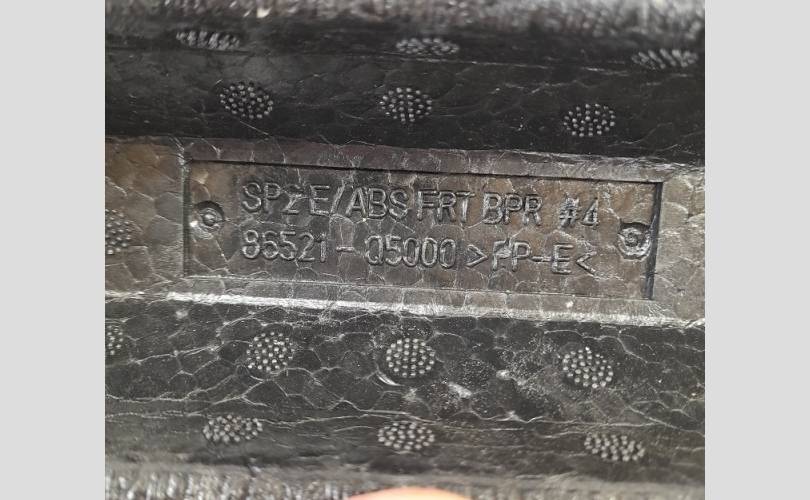 SP2 E/ABS FRT BPR #4
86521-Q5000 >PP-E<